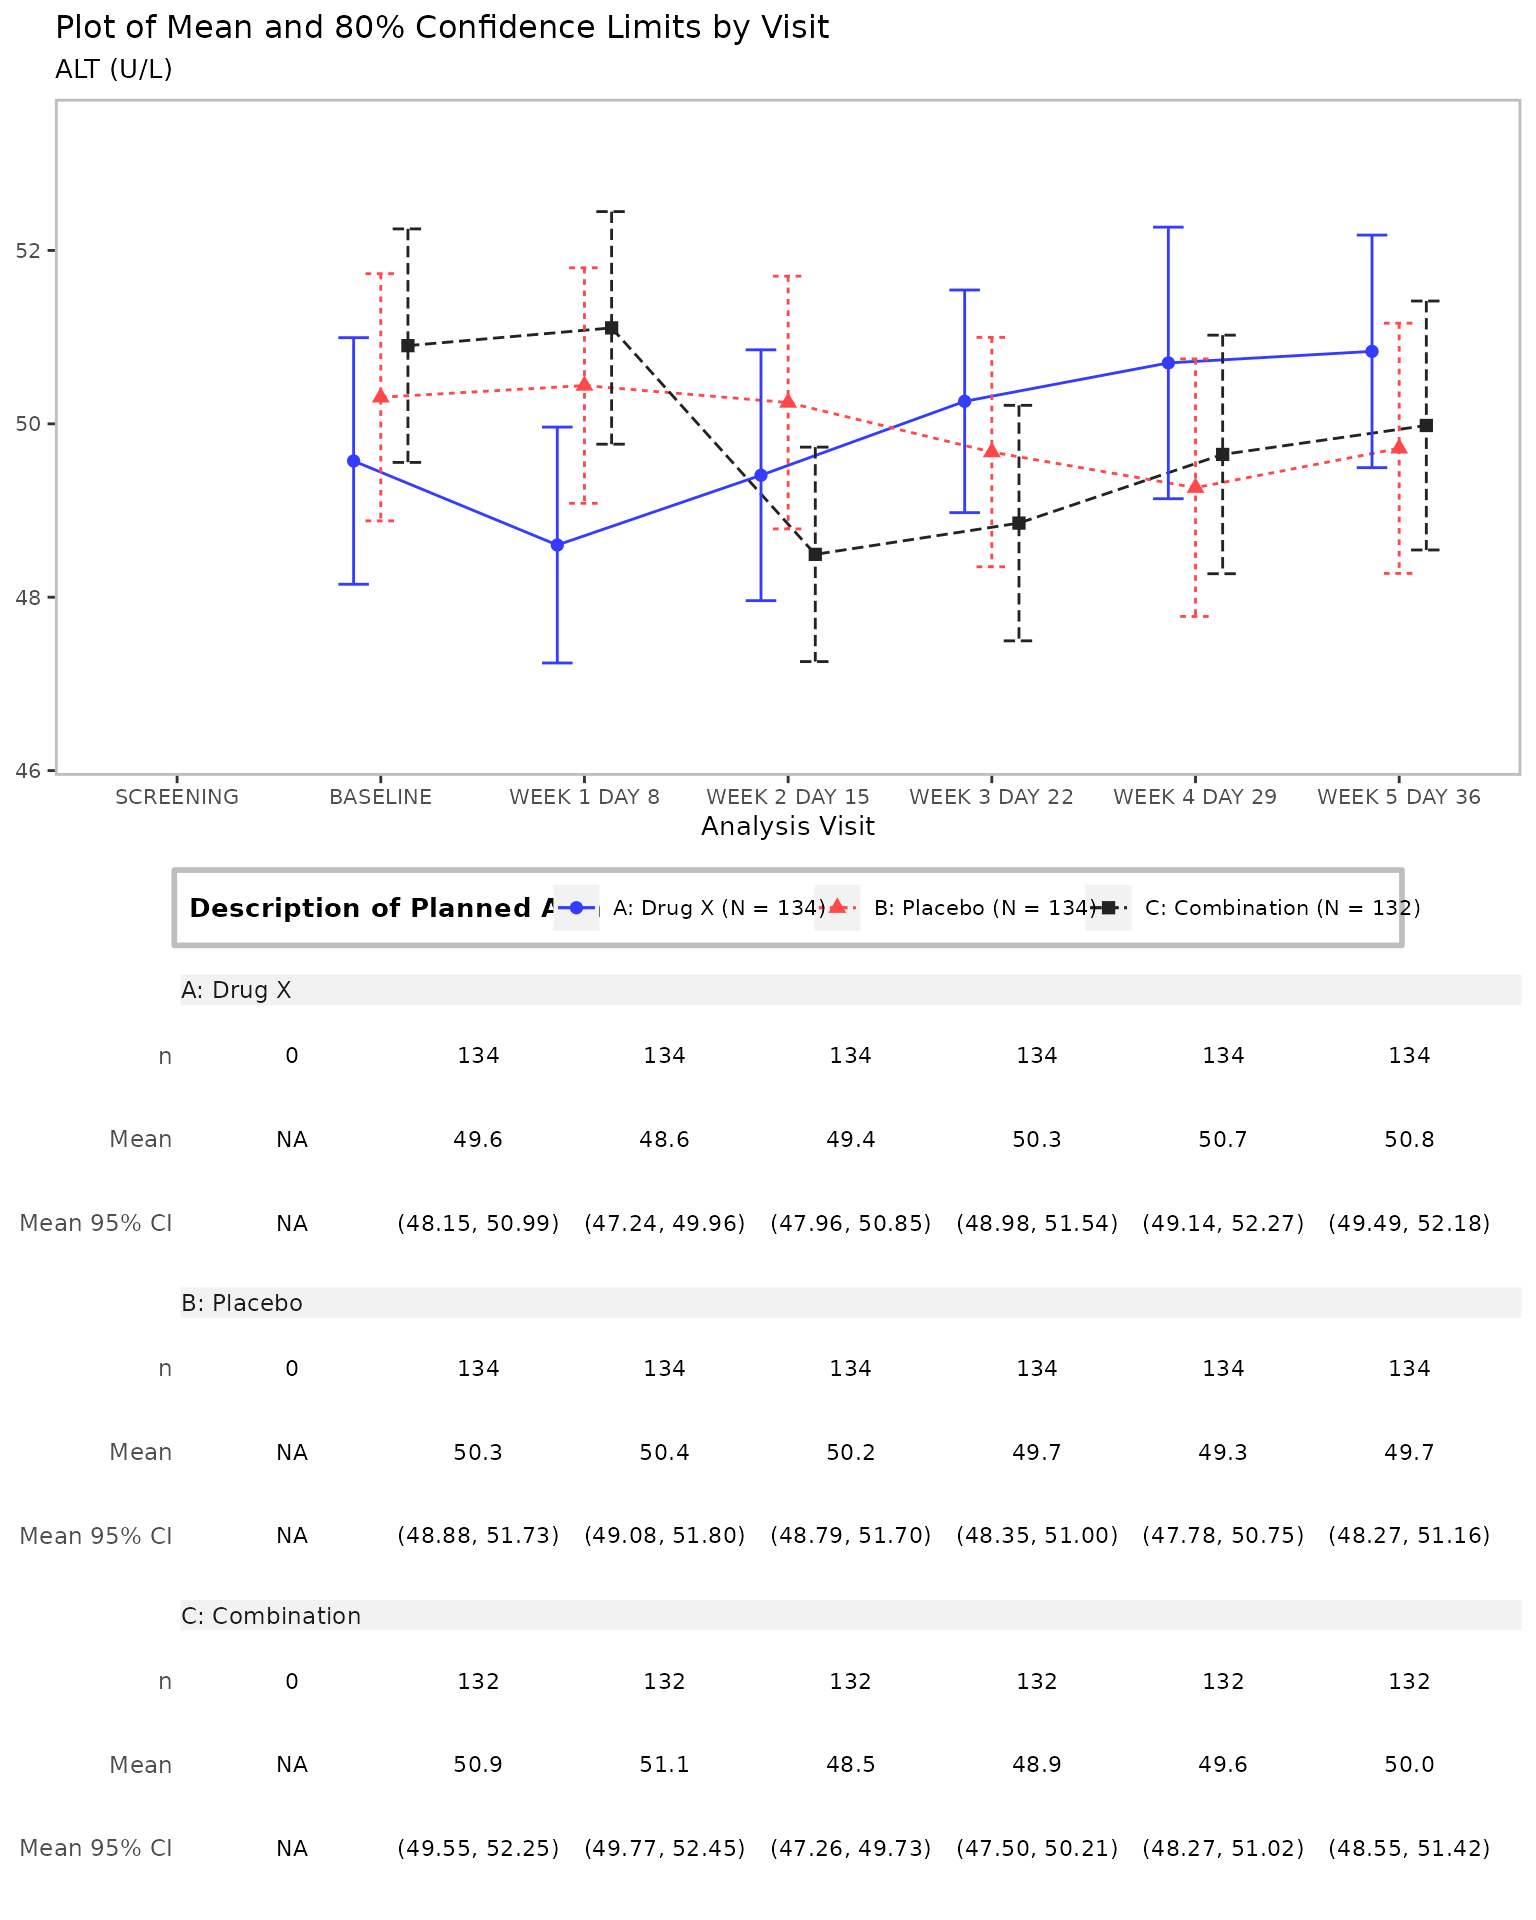 Plot of Mean and 80% Confidence Limits by Visit
ALT (U/L)
52
50
48
46
SCREENING BASELINE WEEK 1 DAY 8 WEEK 2 DAY 15 WEEK 3 DAY 22 WEEK 4 DAY 29 WEEK 5 DAY 36
Analysis Visit
Description of Planned A: Drug X (N = 134) B: Placebo (N = 134) C: Combination (N = 132)
A: Drug X
n 0 134 134 134 134 134 134
Mean NA 49.6 48.6 49.4 50.3 50.7 50.8
Mean 95% CI NA (48.15, 50.99) (47.24, 49.96) (47.96, 50.85) (48.98, 51.54) (49.14, 52.27) (49.49, 52.18)
B: Placebo
n 0 134 134 134 134 134 134
Mean NA 50.3 50.4 50.2 49.7 49.3 49.7
Mean 95% CI NA (48.88, 51.73) (49.08, 51.80) (48.79, 51.70) (48.35, 51.00) (47.78, 50.75) (48.27, 51.16)
C: Combination
n 0 132 132 132 132 132 132
Mean NA 50.9 51.1 48.5 48.9 49.6 50.0
Mean 95% CI NA (49.55, 52.25) (49.77, 52.45) (47.26, 49.73) (47.50, 50.21) (48.27, 51.02) (48.55, 51.42)